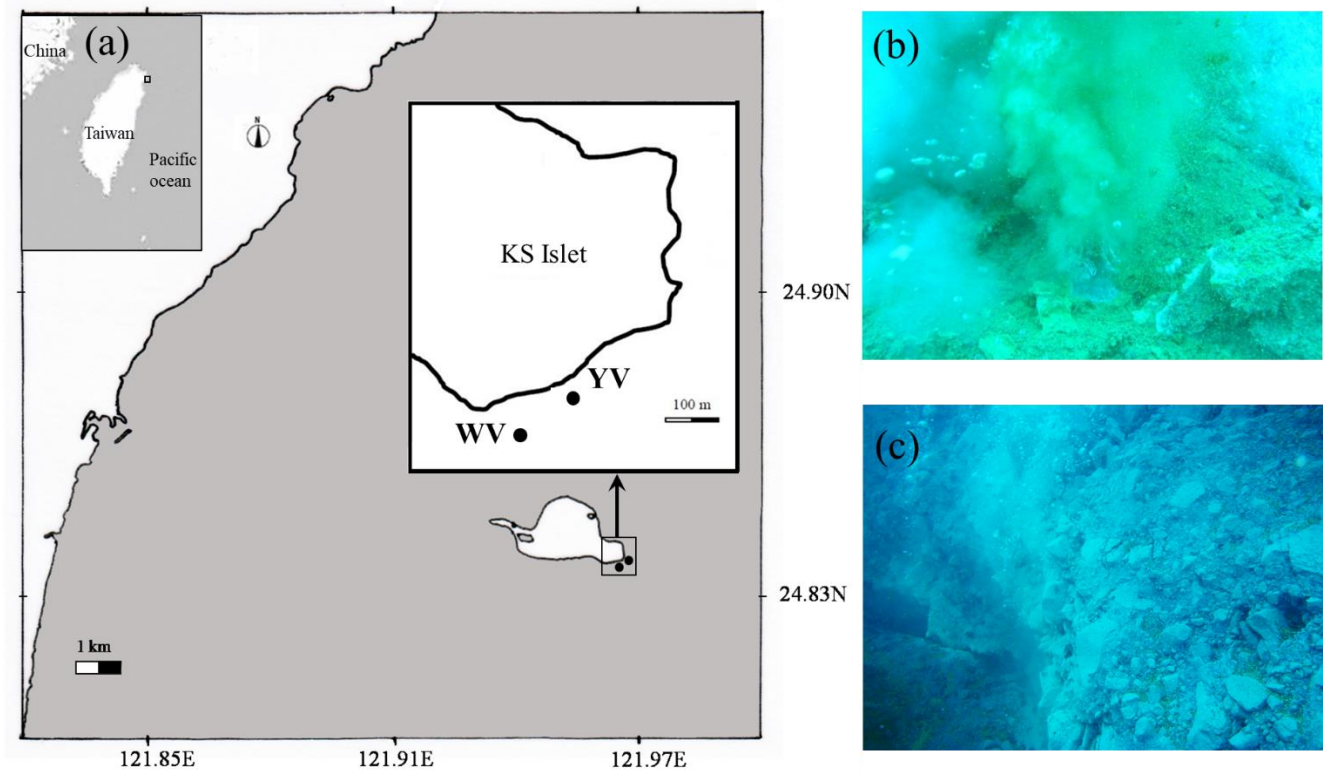 (a)
China
Taiwan
Pacific
ocean
N
KS Islet
YV
WV
100 m
24.90N
24.83N
1 km
121.85E
121.91E
121.97E
(b)
(c)